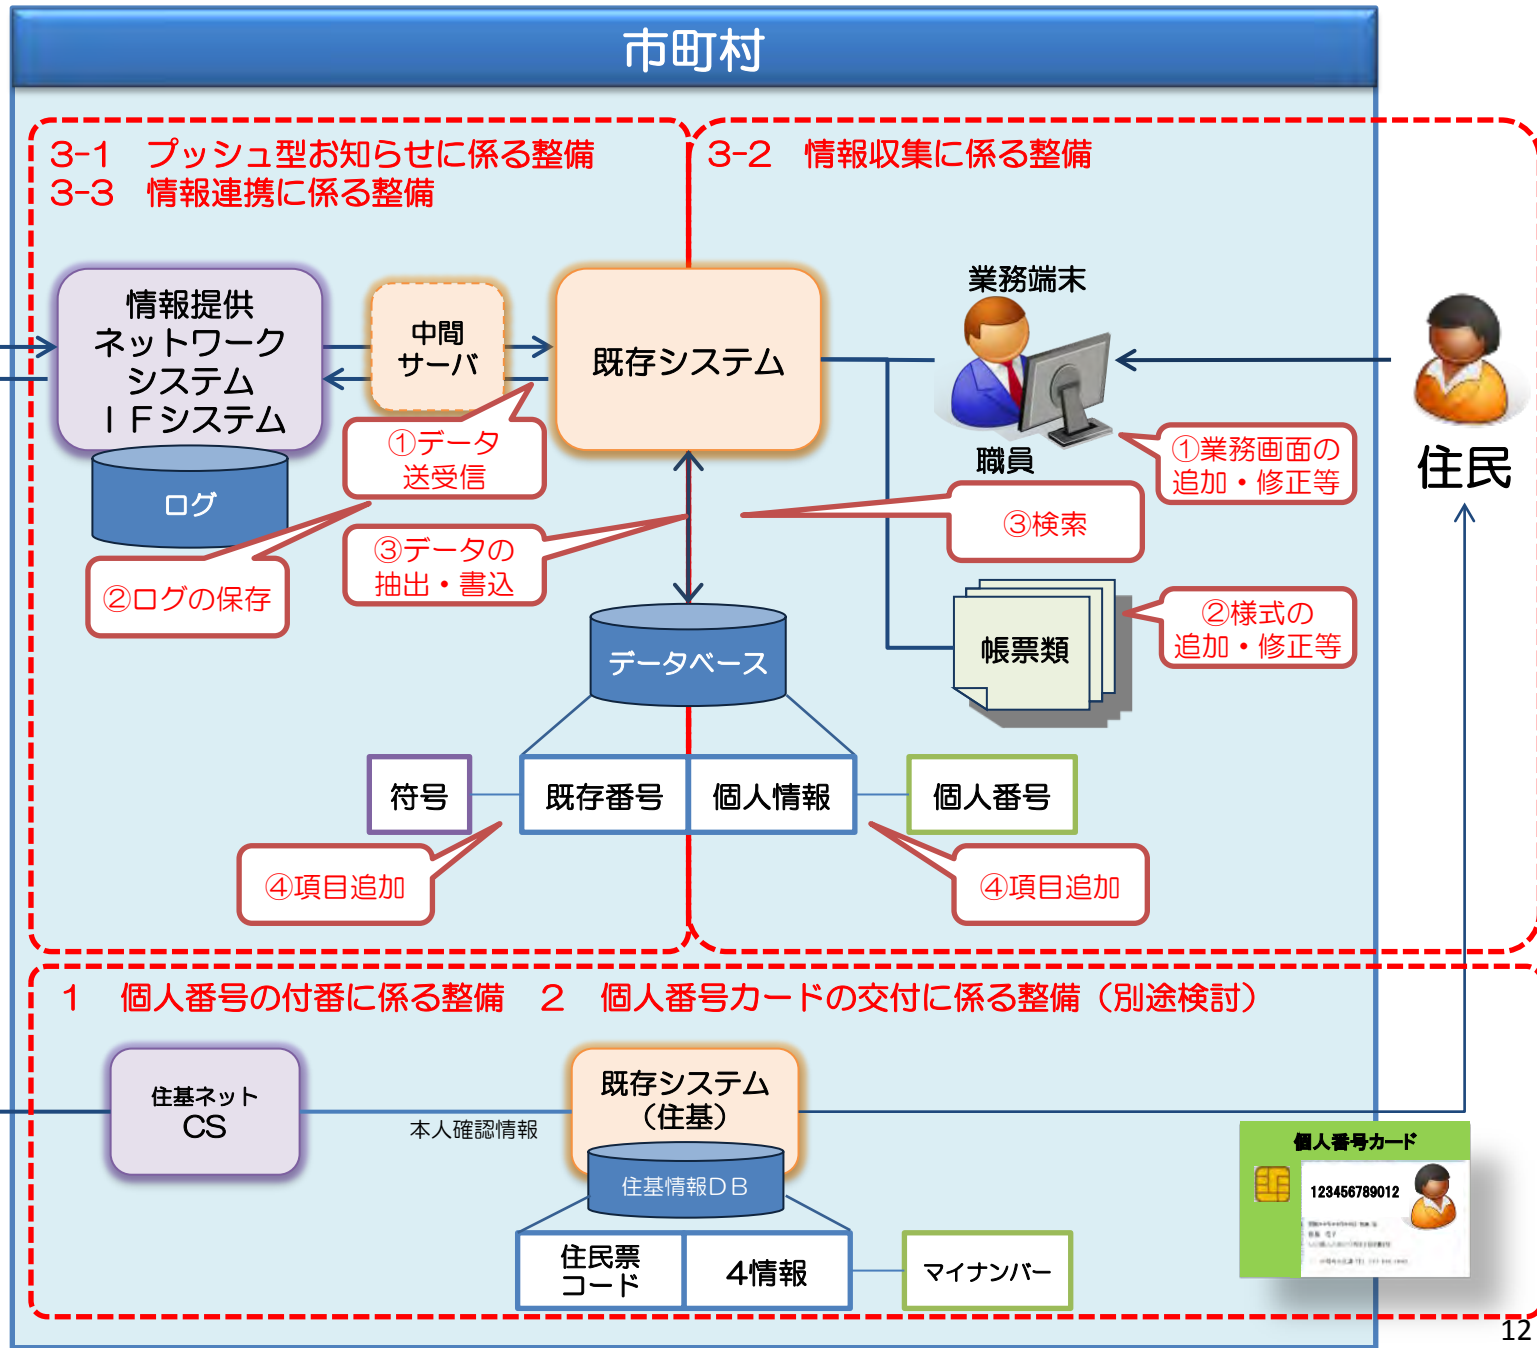 市町村
3-1　プッシュ型お知らせに係る整備
3-3　情報連携に係る整備
3-2　情報収集に係る整備
情報提供
ネットワーク
システム
ＩＦシステム
中間
サーバ
既存システム
業務端末
職員
住民
ログ
①データ
送受信
②ログの保存
③データの
抽出・書込
③検索
①業務画面の
追加・修正等
②様式の
追加・修正等
帳票類
データベース
符号
既存番号
個人情報
個人番号
④項目追加
④項目追加
1　個人番号の付番に係る整備　2　個人番号カードの交付に係る整備（別途検討）
住基ネット
CS
本人確認情報
既存システム
（住基）
住基情報ＤＢ
住民票
コード
4情報
マイナンバー
個人番号カード
123456789012
12